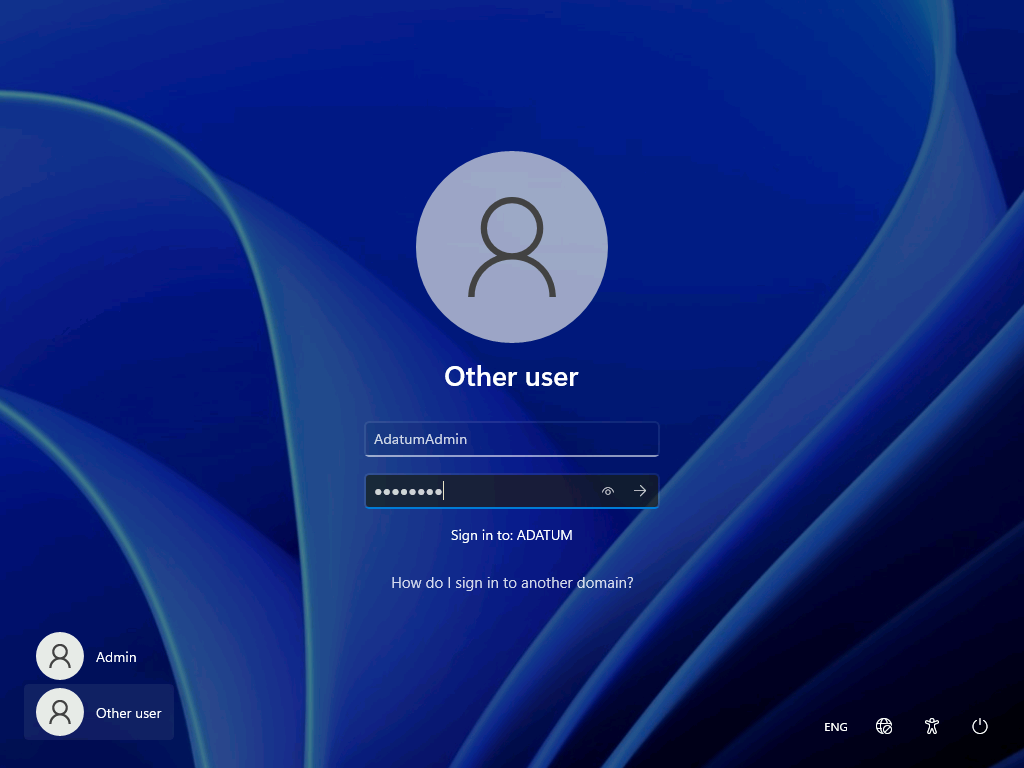 Other user
AdatumAdmin
●●●●●●●●
Sign in to: ADATUM
How do I sign in to another domain?
Admin
Other user
ENG